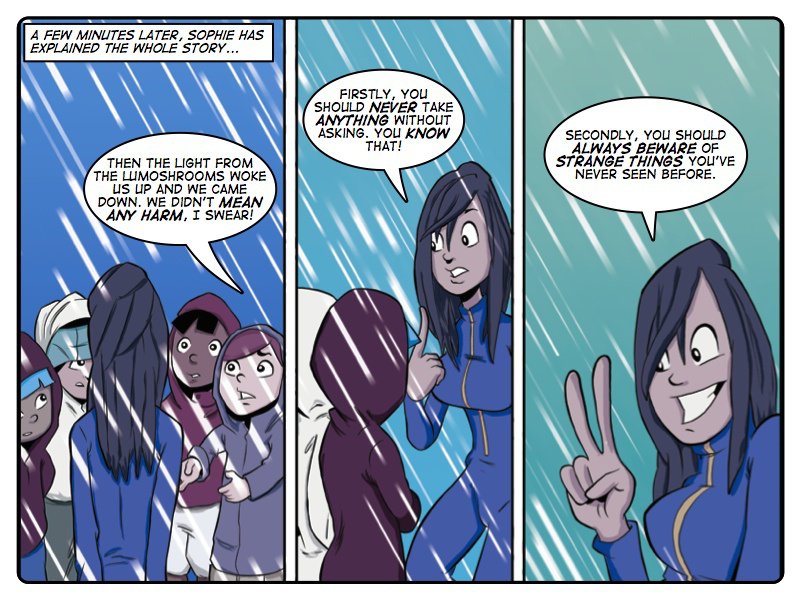 A FEW MINUTES LATER, SOPHIE HAS
EXPLAINED THE WHOLE STORY...
THEN THE LIGHT FROM
THE LUMOSHROOMS WOKE
US UP AND WE CAME
DOWN. WE DIDN'T MEAN
ANY HARM, I SWEAR!
FIRSTLY, YOU
SHOULD NEVER TAKE
ANYTHING WITHOUT
ASKING. YOU KNOW
THAT!
SECONDLY, YOU SHOULD
ALWAYS BEWARE OF
STRANGE THINGS YOU'VE
NEVER SEEN BEFORE.